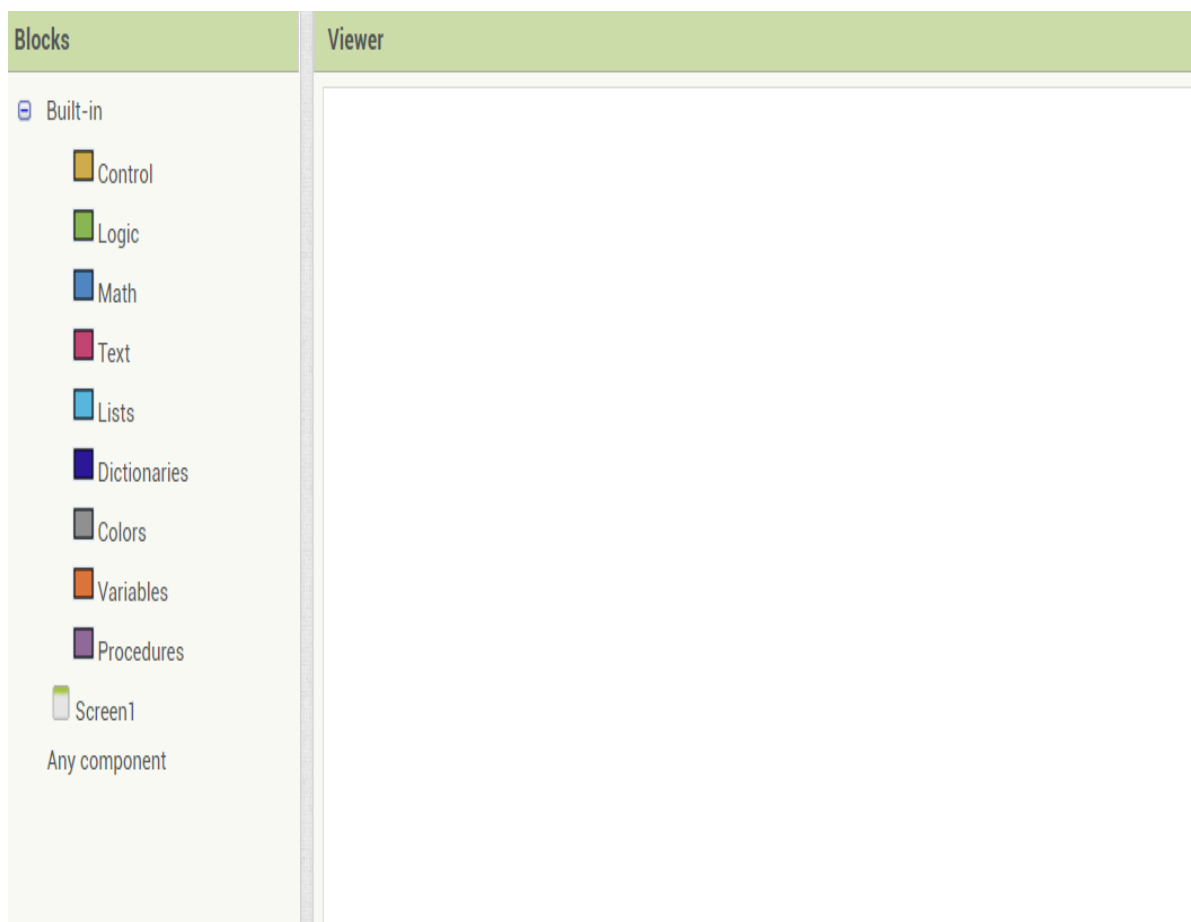 Blocks
Viewer
Built-in
Control
Logic
Math
Text
Lists
Dictionaries
Colors
Variables
Procedures
Screen1
Any component